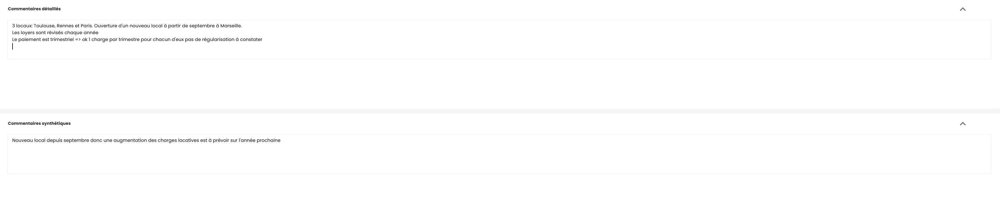 Commentaires détaillés
3 locaux: Toulouse, Rennes et Paris. Ouverture d'un nouveau local à partir de septembre à Marseille.
Les loyers sont révisés chaque année
Le paiement est trimestriel => ok 1 charge par trimestre pour chacun d'eux pas de régularisation à constater
Commentaires synthétiques
Nouveau local depuis septembre donc une augmentation des charges locatives est à prévoir sur l'année prochaine